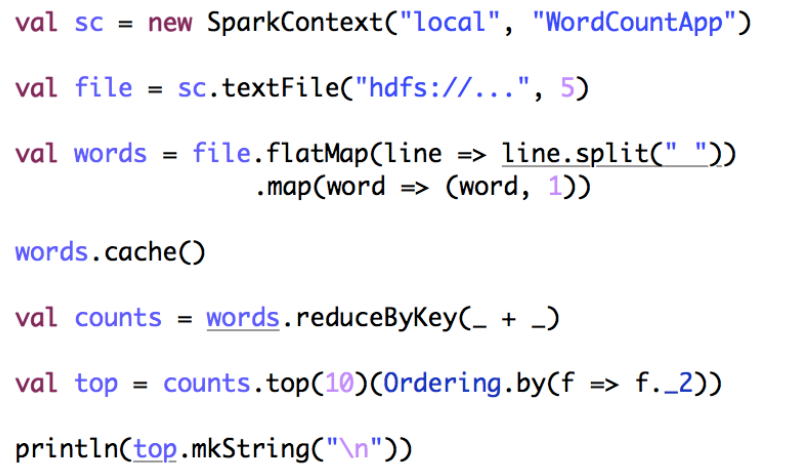 val sc = new SparkContext("local", "WordCountApp")
val file = sc.textFile("hdfs://...", 5)
val words = file.flatMap(line => line.split(" "))
.map(word => (word, 1))
words.cache()
val counts = words.reduceByKey(_ + _)
val top = counts.top(10)(Ordering.by(f => f._2))
println(top.mkString("\n"))